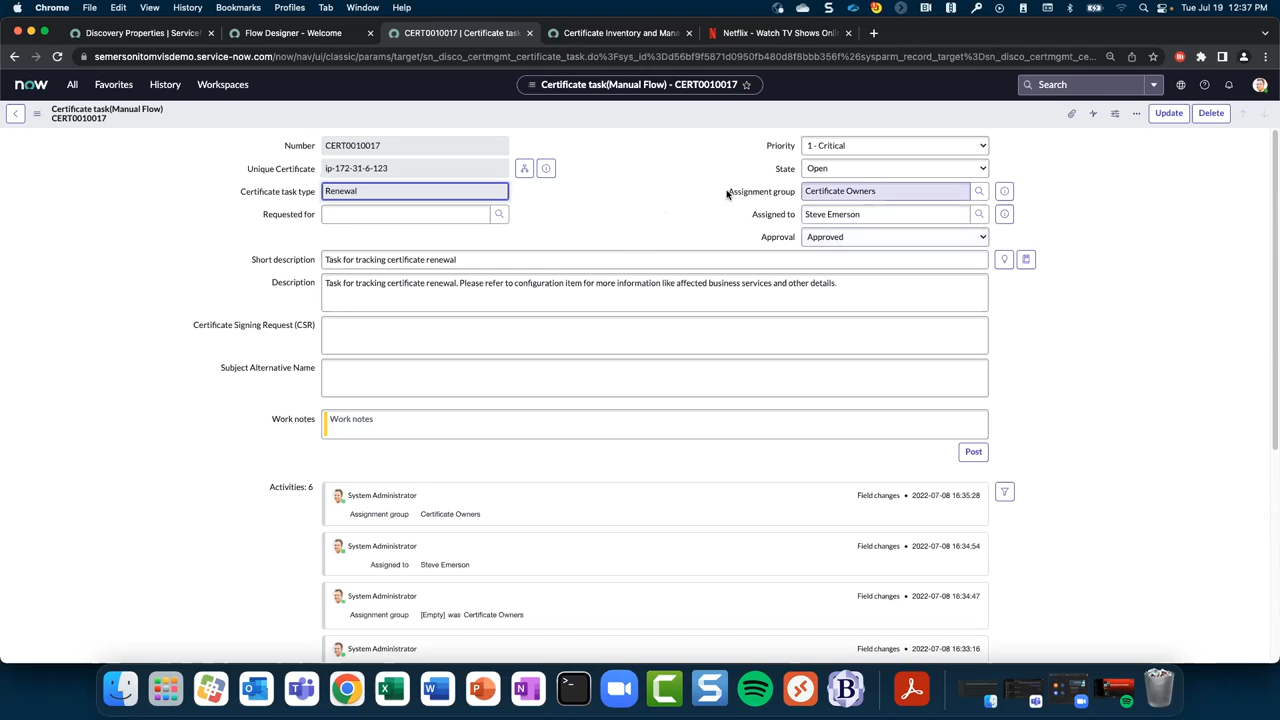 Chrome File Edit View History Bookmarks Profiles Tab Window Help Tue Jul 19 12:37 PM
Discovery Properties | Service Flow Designer - Welcome CERT0010017 | Certificate tas Certificate Inventory and Man Netflix - Watch TV Shows Onli
semersonitomvisdemo.service-now.com/now/nav/ui/classic/params/target/sn_disco_certmgmt_certificate_task.do
now All Favorites History Workspaces Certificate task(Manual Flow) - CERT0010017 Search
Certificate task(Manual Flow)
CERT0010017
Update Delete
Number CERT0010017 Priority 1 - Critical
Unique Certificate ip-172-31-6-123 State Open
Certificate task type Renewal Assignment group Certificate Owners
Requested for Assigned to Steve Emerson
Approval Approved
Short description Task for tracking certificate renewal
Description Task for tracking certificate renewal. Please refer to configuration item for more information like affected business services and other details.
Certificate Signing Request (CSR)
Subject Alternative Name
Work notes Work notes
Post
Activities: 6
System Administrator Field changes • 2022-07-08 16:35:28
Assignment group Certificate Owners
System Administrator Field changes • 2022-07-08 16:34:54
Assigned to Steve Emerson
System Administrator Field changes • 2022-07-08 16:34:47
Assignment group [Empty] was Certificate Owners
System Administrator Field changes • 2022-07-08 16:33:16